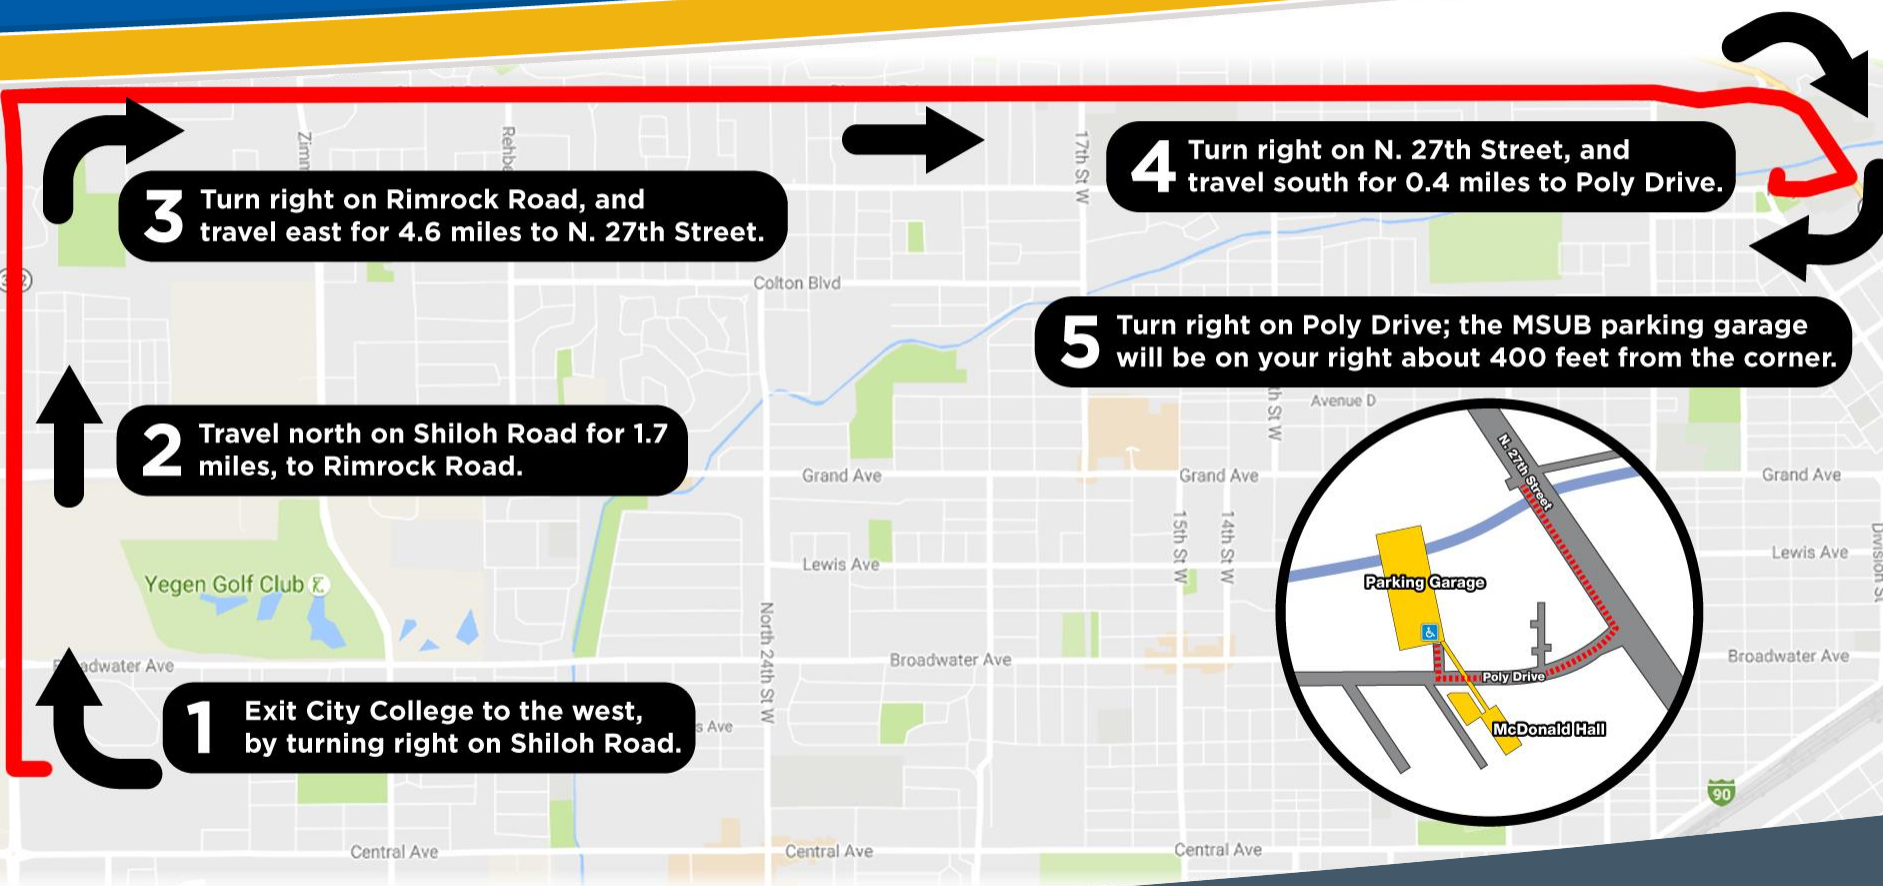 3 Turn right on Rimrock Road, and
travel east for 4.6 miles to N. 27th Street.
4 Turn right on N. 27th Street, and
travel south for 0.4 miles to Poly Drive.
17th St W
Colton Blvd
5 Turn right on Poly Drive; the MSUB parking garage
will be on your right about 400 feet from the corner.
2 Travel north on Shiloh Road for 1.7
miles, to Rimrock Road.
Avenue D
Grand Ave
Grand Ave
Grand Ave
15th St W
14th St W
Lewis Ave
Lewis Ave
Yegen Golf Club
North 24th St W
Broadwater Ave
Broadwater Ave
1 Exit City College to the west,
by turning right on Shiloh Road.
N. 27th Street
Parking Garage
Poly Drive
McDonald Hall
90
Central Ave
Central Ave
Central Ave